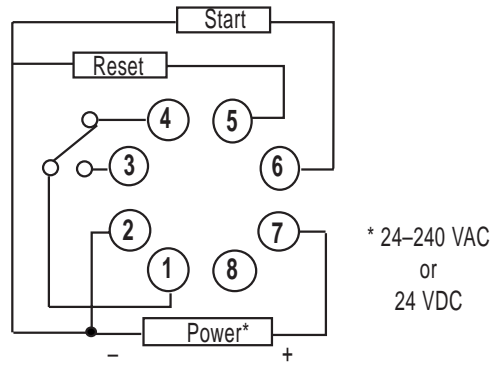 Start
Reset
4 5
3 6
2 7
1 8
* 24–240 VAC
or
24 VDC
Power*
– +